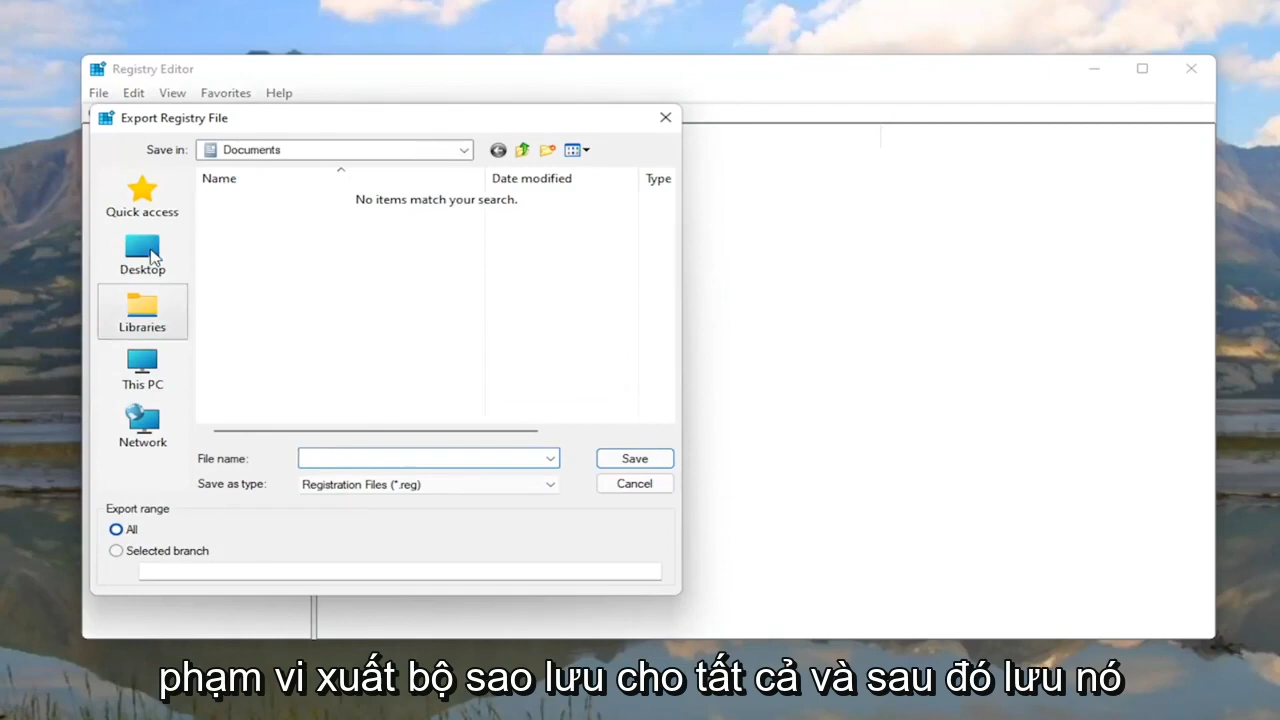 Registry Editor
File Edit View Favorites Help
Export Registry File
Save in: Documents
Name Date modified Type
No items match your search.
Quick access
Desktop
Libraries
This PC
Network
File name: Save
Save as type: Registration Files (*.reg) Cancel
Export range
All
Selected branch
phạm vi xuất bộ sao lưu cho tất cả và sau đó lưu nó